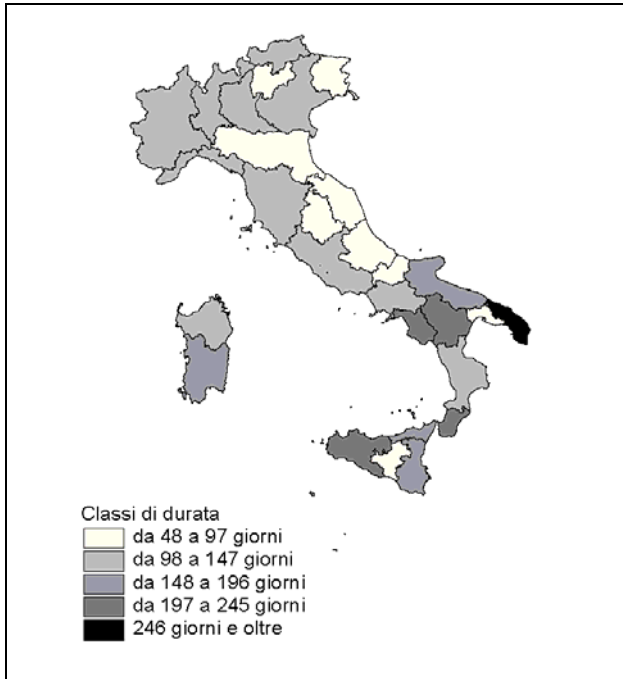 Classi di durata
da 48 a 97 giorni
da 98 a 147 giorni
da 148 a 196 giorni
da 197 a 245 giorni
246 giorni e oltre